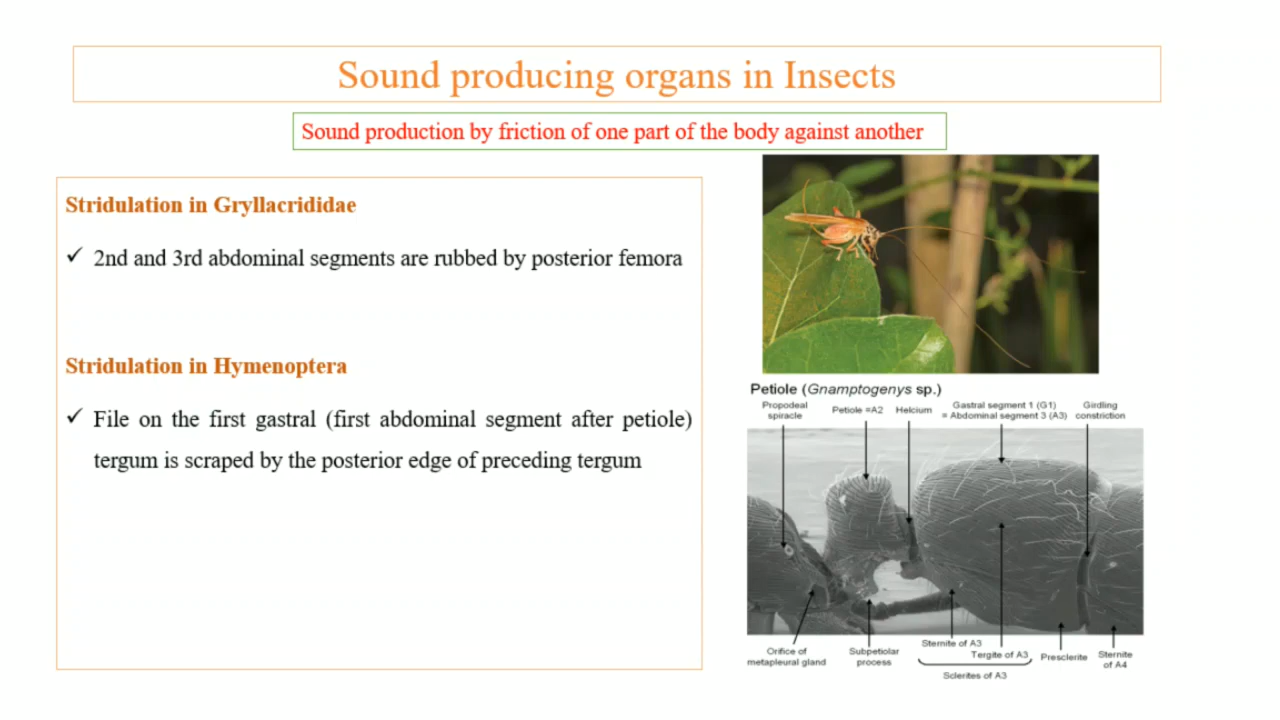 Sound producing organs in Insects
Sound production by friction of one part of the body against another
Stridulation in Gryllacrididae
✓ 2nd and 3rd abdominal segments are rubbed by posterior femora
Stridulation in Hymenoptera
✓ File on the first gastral (first abdominal segment after petiole)
tergum is scraped by the posterior edge of preceding tergum
Petiole (Gnamptogenys sp.)
Propodeal
spiracle
Petiole =A2
Helcium
Gastral segment 1 (G1)
= Abdominal segment 3 (A3)
Girdling
constriction
Orifice of
metapleural gland
Subpetiolar
process
Sternite of A3
Tergite of A3
Sclerites of A3
Presclerite
Sternite
of A4